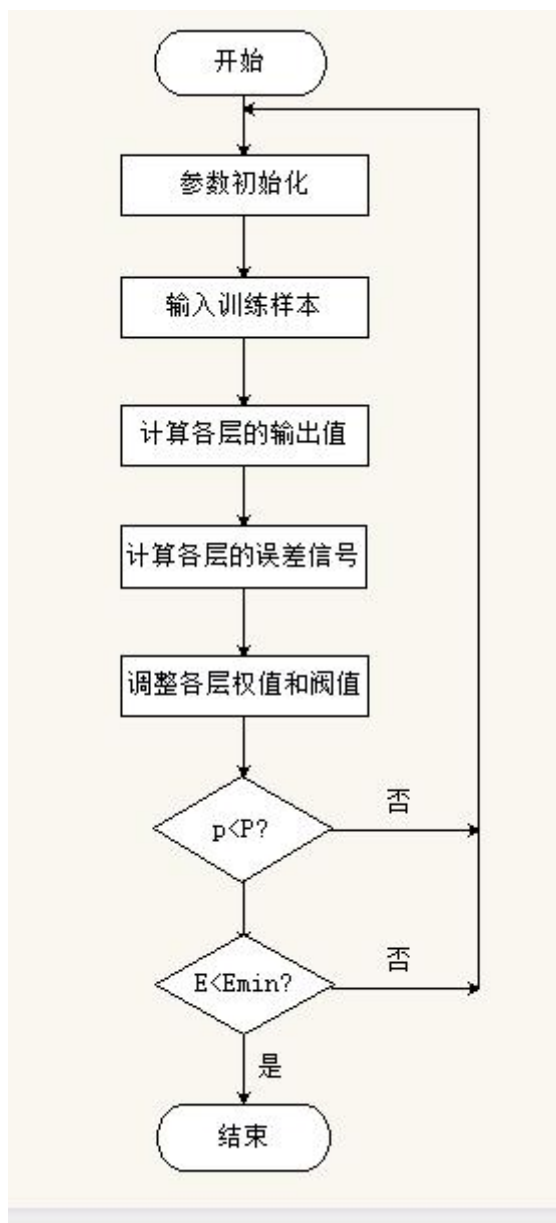 开始
参数初始化
输入训练样本
计算各层的输出值
计算各层的误差信号
调整各层权值和阀值
p<P?
否
E<Emin?
否
是
结束